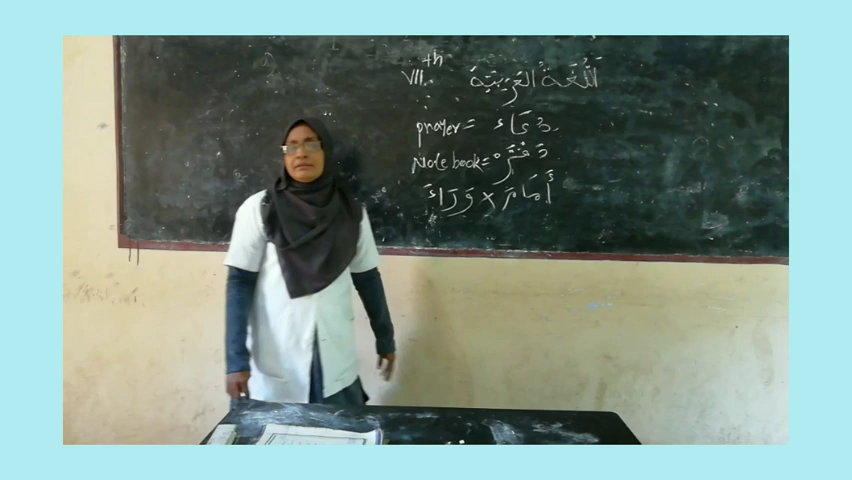 VIIth اَللُّغَةُ الْعَرَبِيَّةَ
prayer = دُعَاء
Note book = دَفْتَرْ
أَمَامَ × وَرَاءَ